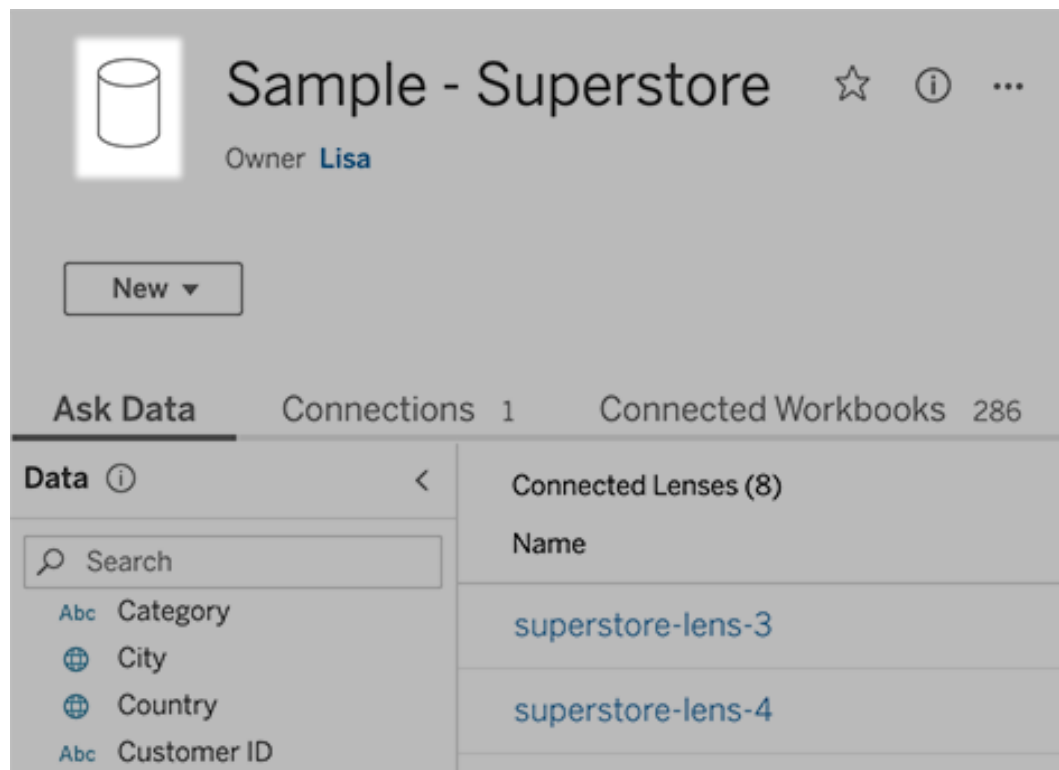 Sample - Superstore
Owner Lisa
New
Ask Data Connections 1 Connected Workbooks 286
Data
Search
Abc Category
City
Country
Abc Customer ID
Connected Lenses (8)
Name
superstore-lens-3
superstore-lens-4